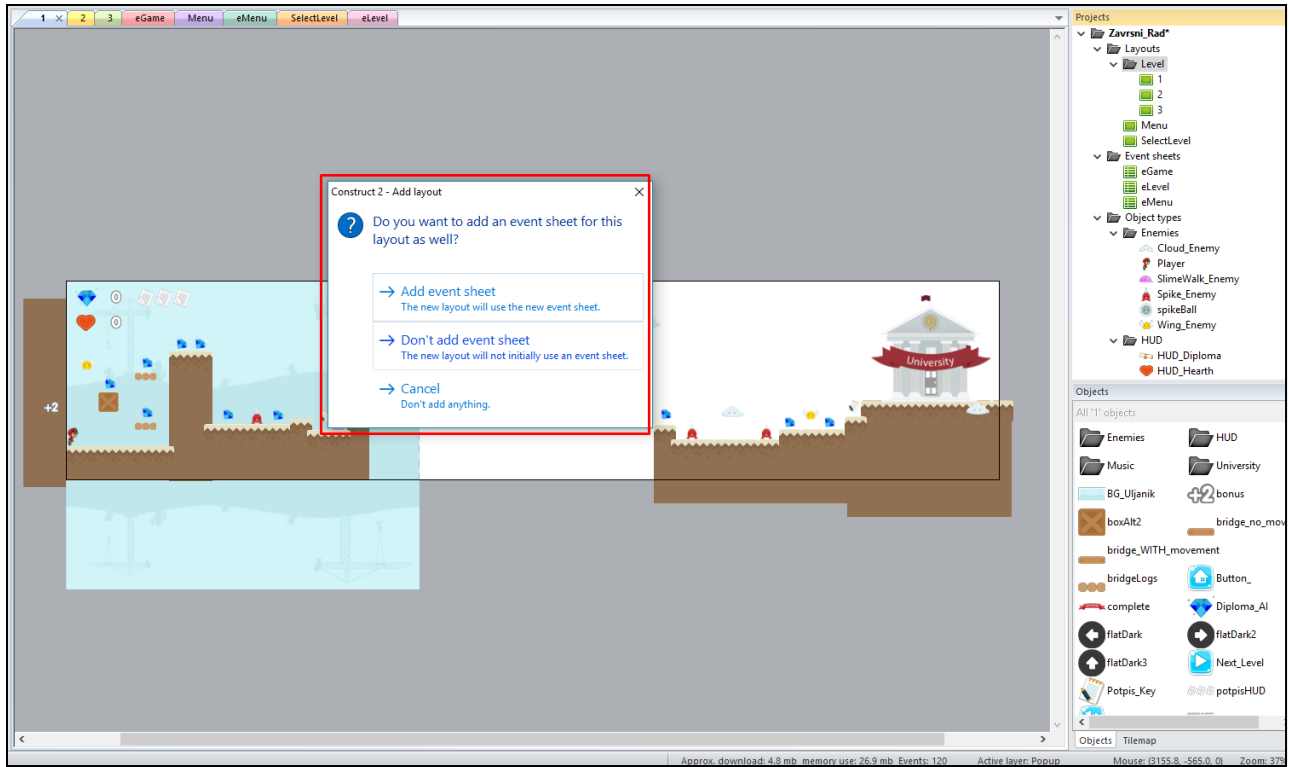 1 × 2 3 eGame Menu eMenu SelectLevel eLevel
Projects
Zavrsni_Rad*
Layouts
Level
1
2
3
Menu
SelectLevel
Event sheets
eGame
eLevel
eMenu
Object types
Enemies
Cloud_Enemy
Player
SlimeWalk_Enemy
Spike_Enemy
spikeBall
Wing_Enemy
HUD
HUD_Diploma
HUD_Hearth
Construct 2 - Add layout
Do you want to add an event sheet for this
layout as well?
→ Add event sheet
The new layout will use the new event sheet.
→ Don't add event sheet
The new layout will not initially use an event sheet.
→ Cancel
Don't add anything.
0
0
+2
University
Objects
All '1' objects
Enemies HUD
Music University
BG_Uljanik bonus
boxAlt2 bridge_no_mov
bridge_WITH_movement
bridgeLogs Button_
complete Diploma_AI
flatDark flatDark2
flatDark3 Next_Level
Potpis_Key potpisHUD
Objects Tilemap
Approx. download: 4.8 mb memory use: 26.9 mb Events: 120 Active layer: Popup Mouse: (3155.8, -565.0, 0) Zoom: 379